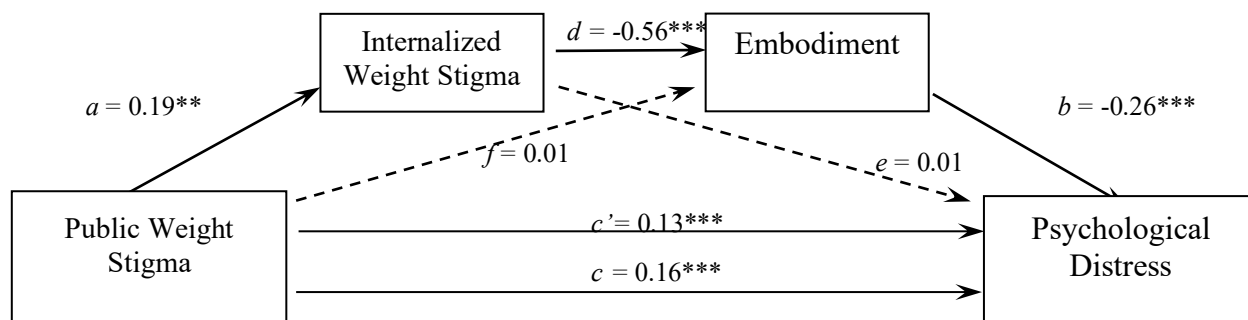 Internalized
Weight Stigma
d = -0.56***
Embodiment
a = 0.19**
b = -0.26***
f = 0.01
e = 0.01
Public Weight
Stigma
c’= 0.13***
c = 0.16***
Psychological
Distress